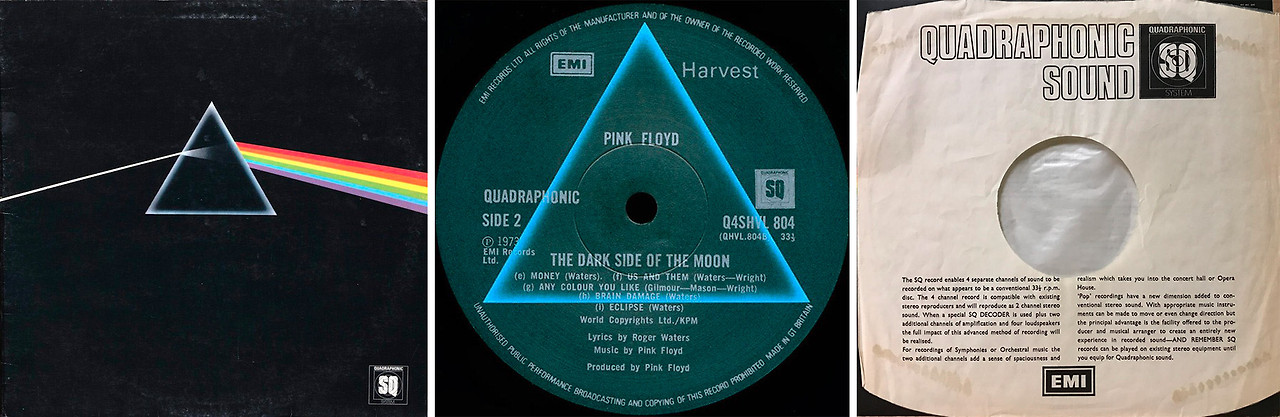 QUADRAPHONIC
SQ
EMI RECORDS LTD ALL RIGHTS OF THE MANUFACTURER AND OF THE OWNER OF THE RECORDED WORK RESERVED
EMI
Harvest
PINK FLOYD
QUADRAPHONIC
SQ
QUADRAPHONIC
SIDE 2
Q4SHVL 804
(QHVL.804B) 33⅓
Ⓟ 1973
EMI Records
Ltd.
THE DARK SIDE OF THE MOON
(e) MONEY (Waters). (f) US AND THEM (Waters—Wright)
(g) ANY COLOUR YOU LIKE (Gilmour—Mason—Wright)
(h) BRAIN DAMAGE (Waters)
(i) ECLIPSE (Waters)
World Copyrights Ltd./KPM
Lyrics by Roger Waters
Music by Pink Floyd
Produced by Pink Floyd
UNAUTHORISED PUBLIC PERFORMANCE BROADCASTING AND COPYING OF THIS RECORD PROHIBITED MADE IN GT BRITAIN
QUADRAPHONIC
SOUND
QUADRAPHONIC
SQ
SYSTEM
The SQ record enables 4 separate channels of sound to be
recorded on what appears to be a conventional 33⅓ r.p.m.
disc. The 4 channel record is compatible with existing
stereo reproducers and will reproduce as 2 channel stereo
sound. When a special SQ DECODER is used plus two
additional channels of amplification and four loudspeakers
the full impact of this advanced method of recording will
be realised.
For recordings of Symphonies or Orchestral music the
two additional channels add a sense of spaciousness and
realism which takes you into the concert hall or Opera
House.
'Pop' recordings have a new dimension added to con-
ventional stereo sound. With appropriate music instru-
ments can be made to move or even change direction but
the principal advantage is the facility offered to the pro-
ducer and musical arranger to create an entirely new
experience in recorded sound—AND REMEMBER SQ
records can be played on existing stereo equipment until
you equip for Quadraphonic sound.
EMI